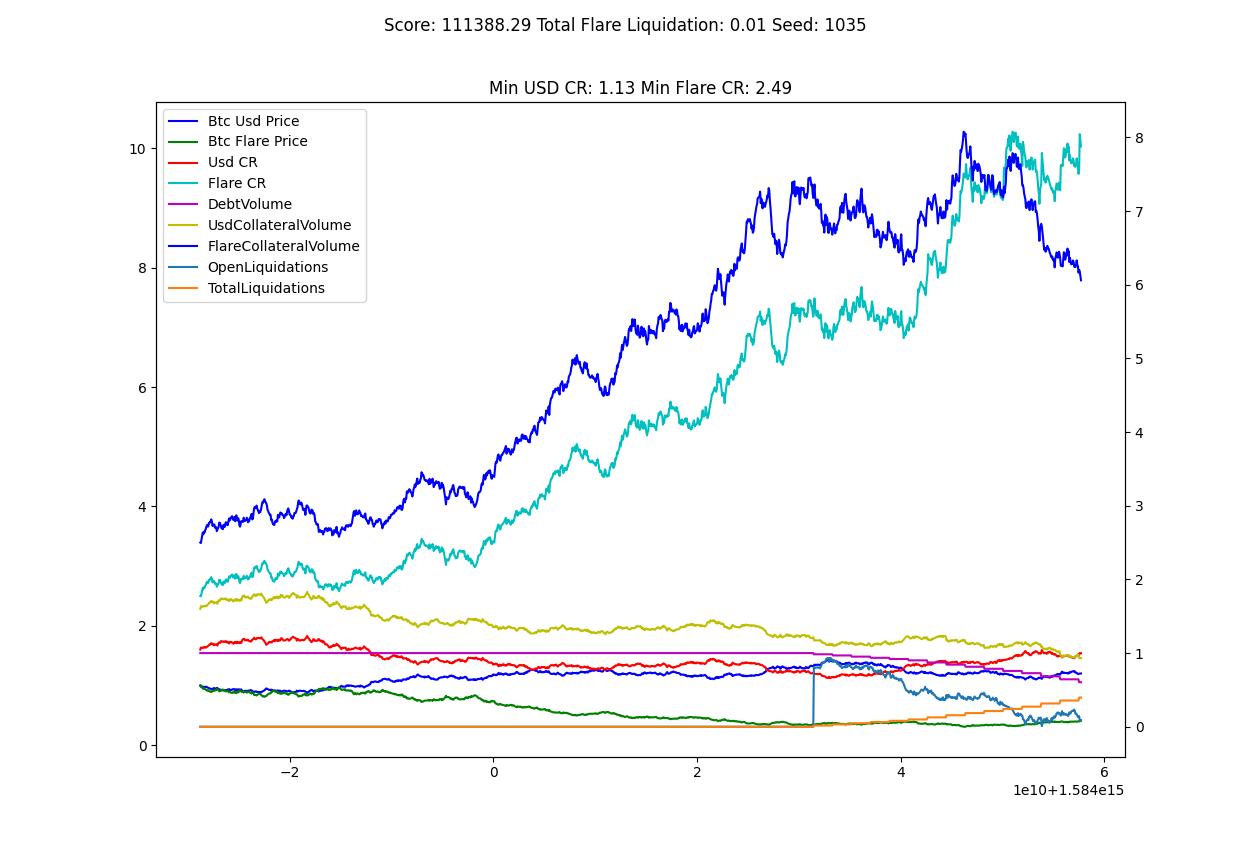 Score: 111388.29 Total Flare Liquidation: 0.01 Seed: 1035
Min USD CR: 1.13 Min Flare CR: 2.49
Btc Usd Price
Btc Flare Price
Usd CR
Flare CR
DebtVolume
UsdCollateralVolume
FlareCollateralVolume
OpenLiquidations
TotalLiquidations
10
8
6
4
2
0
8
7
6
5
4
3
2
1
0
−2 0 2 4 6
1e10+1.584e15